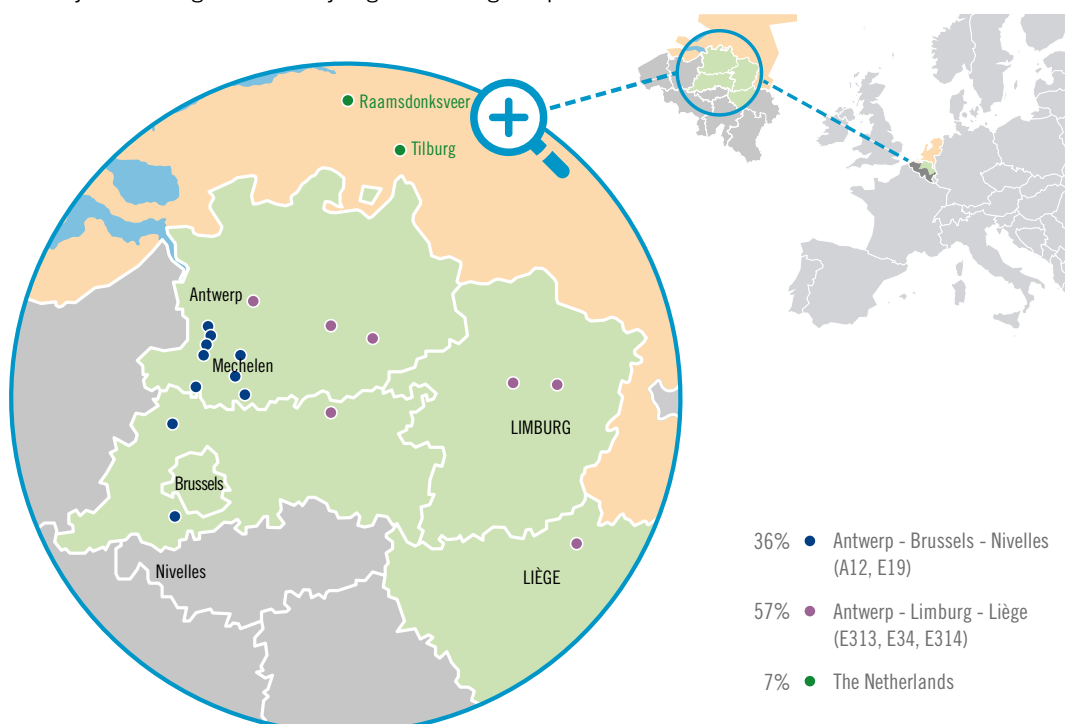 Raamsdonksveer
Tilburg
Antwerp
Mechelen
LIMBURG
Brussels
Nivelles
LIÈGE
36% Antwerp - Brussels - Nivelles
(A12, E19)
57% Antwerp - Limburg - Liège
(E313, E34, E314)
7% The Netherlands